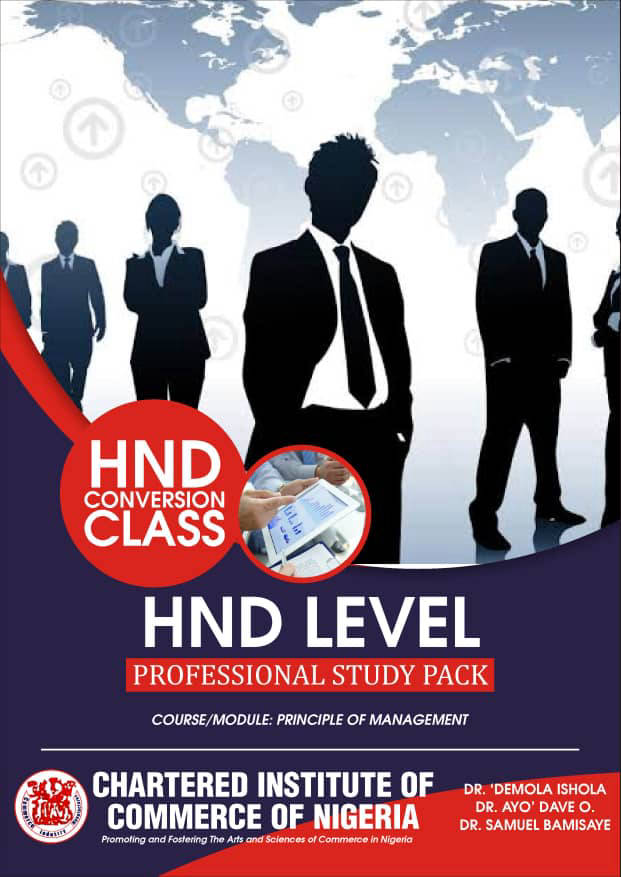 HND
CONVERSION
CLASS
HND LEVEL
PROFESSIONAL STUDY PACK
COURSE/MODULE: PRINCIPLE OF MANAGEMENT
CHARTERED INSTITUTE OF
COMMERCE OF NIGERIA
Promoting and Fostering The Arts and Sciences of Commerce in Nigeria
DR. 'DEMOLA ISHOLA
DR. AYO' DAVE O.
DR. SAMUEL BAMISAYE